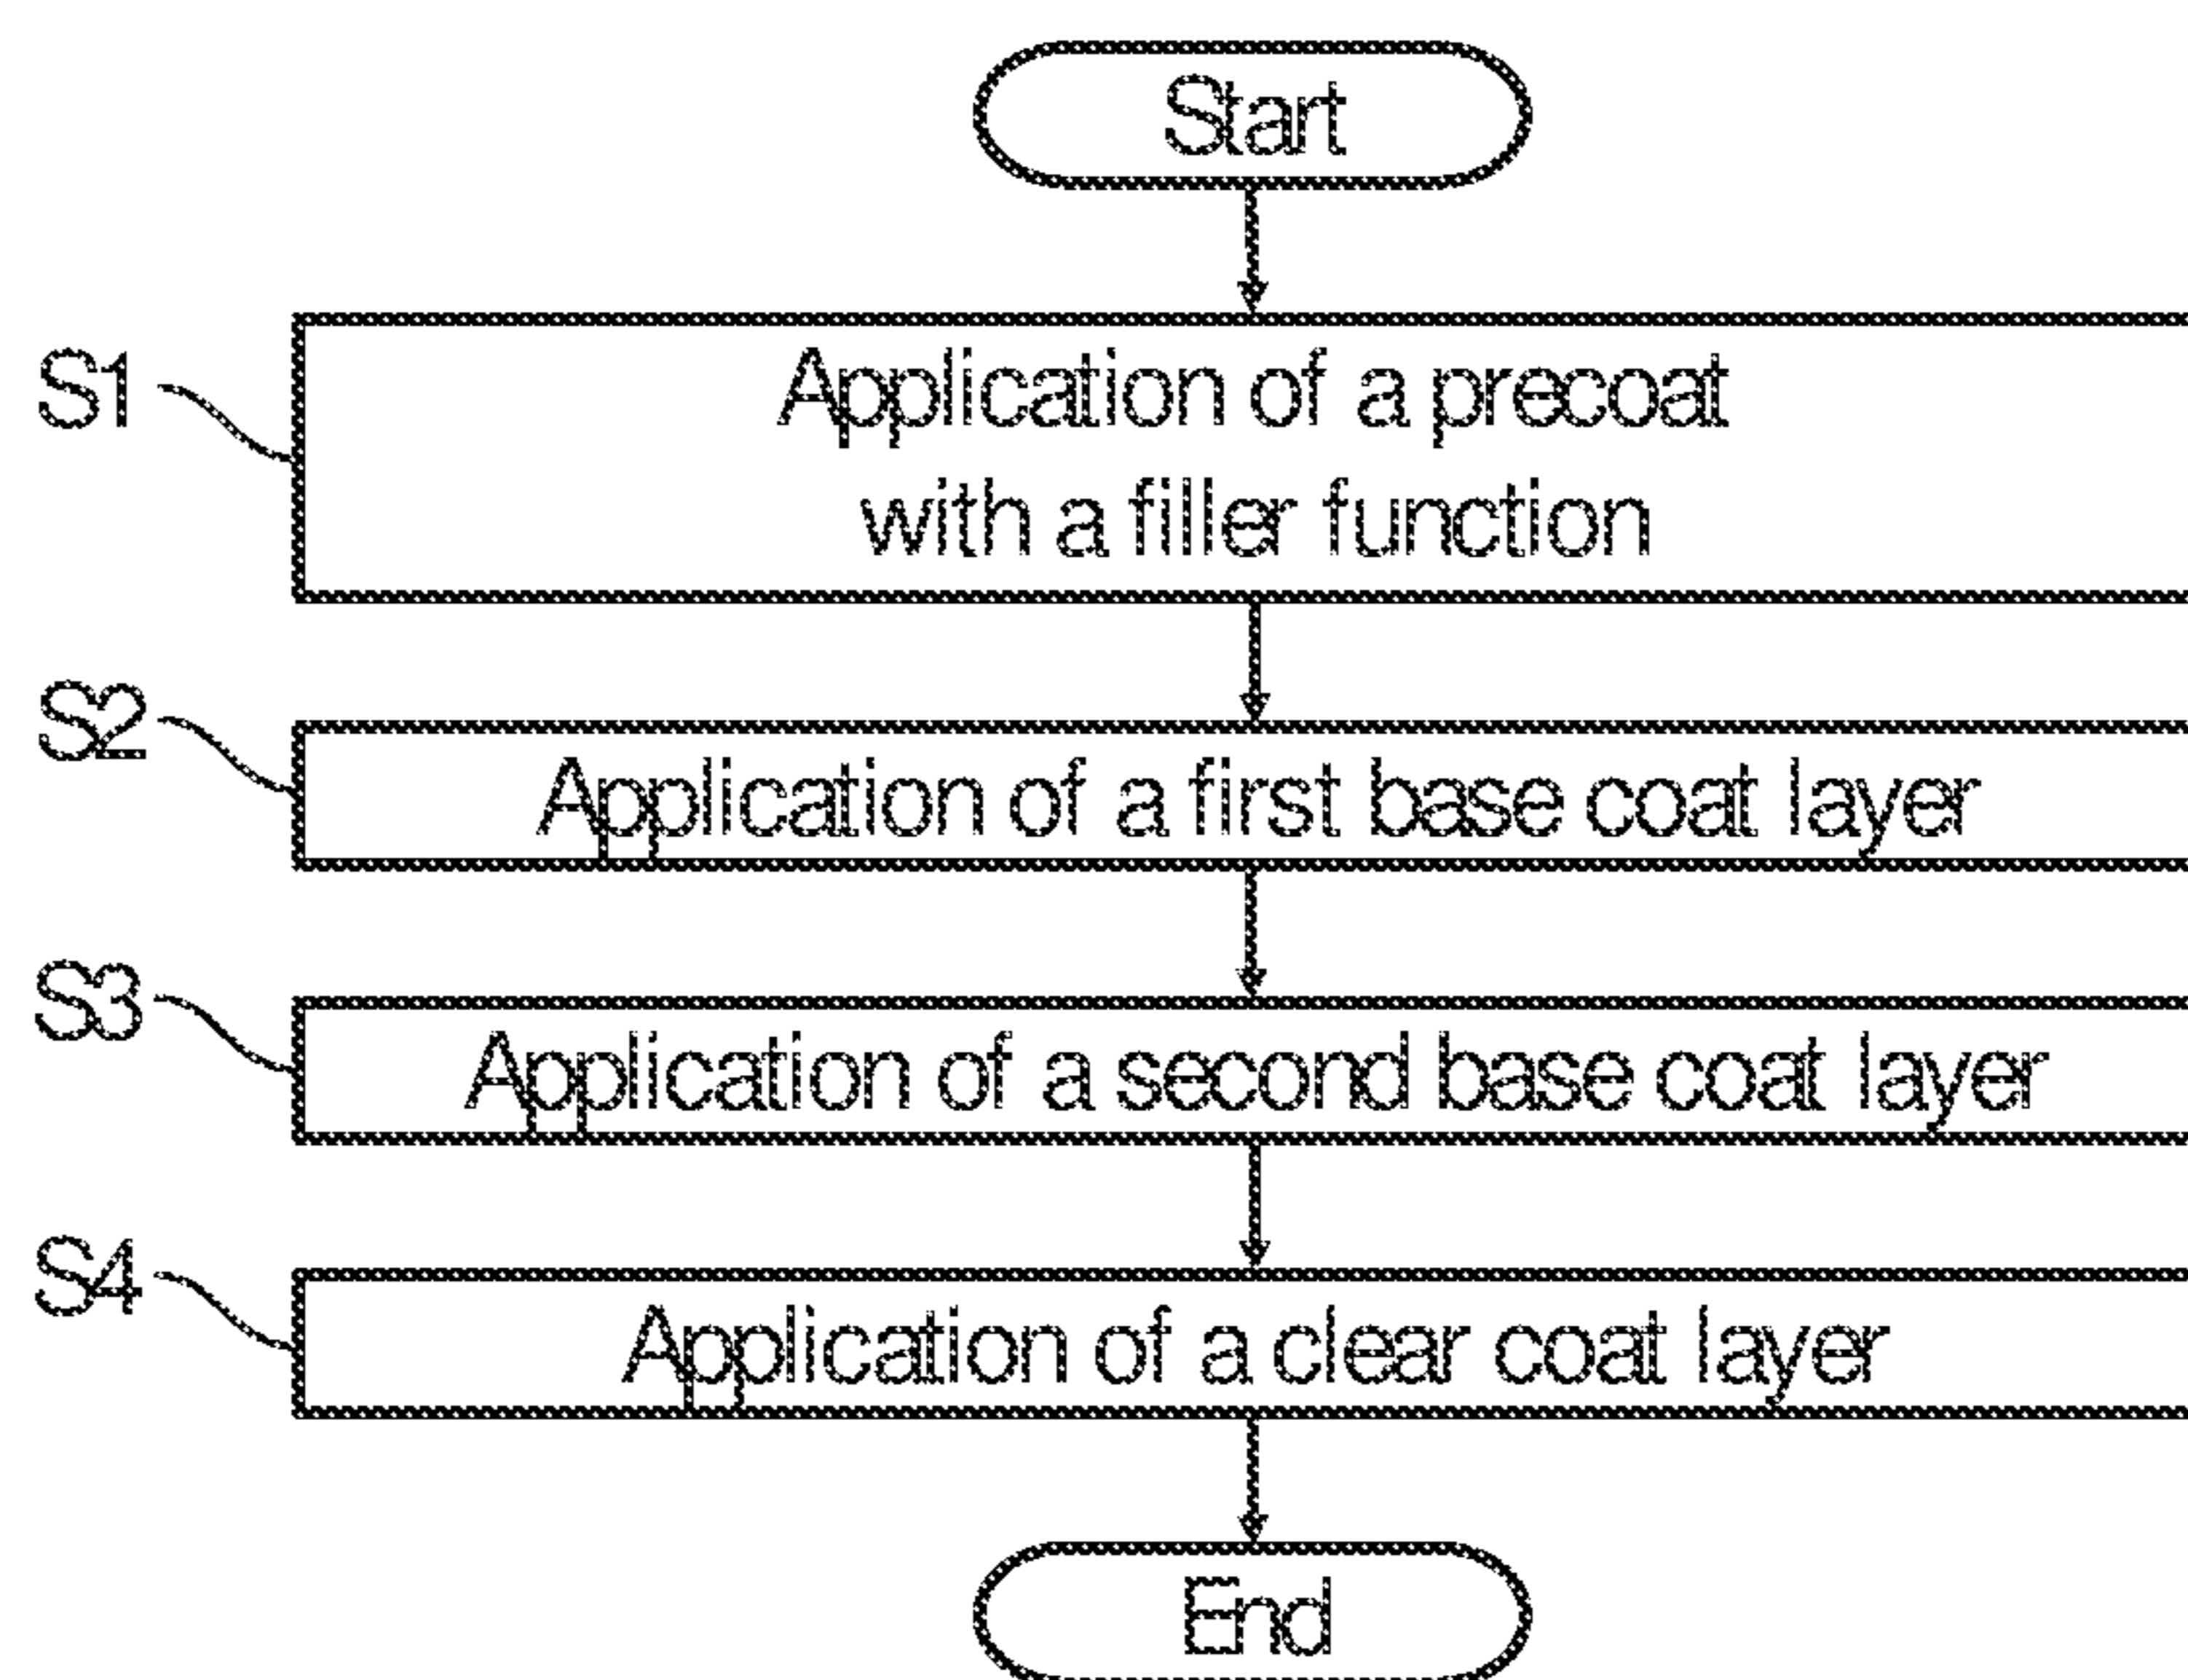 Start
S1
Application of a precoat
with a filler function
S2
Application of a first base coat layer
S3
Application of a second base coat layer
S4
Application of a clear coat layer
End